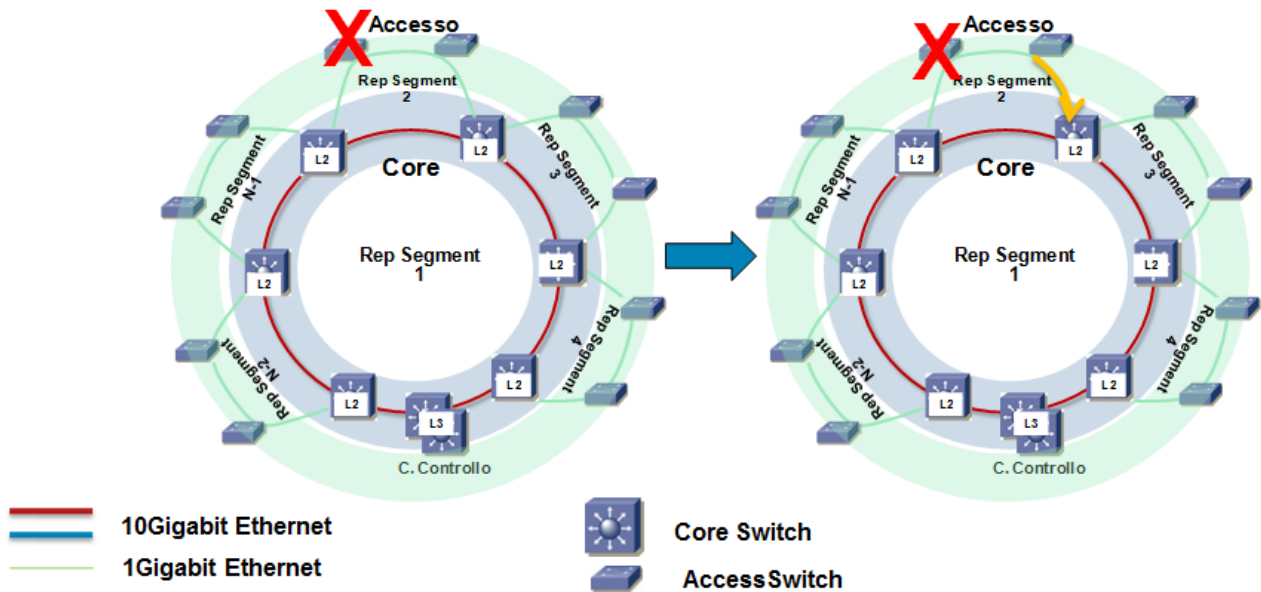 Accesso
X
Rep Segment
2
L2
L2
Rep Segment
N-1
Core
Rep Segment
3
Rep Segment
1
L2
L2
Rep Segment
N-2
Rep Segment
4
L2
L2
L3
C. Controllo
Accesso
X
Rep Segment
2
L2
L2
Rep Segment
N-1
Core
Rep Segment
3
Rep Segment
1
L2
L2
Rep Segment
N-2
Rep Segment
4
L2
L2
L3
C. Controllo
10Gigabit Ethernet
1Gigabit Ethernet
Core Switch
AccessSwitch